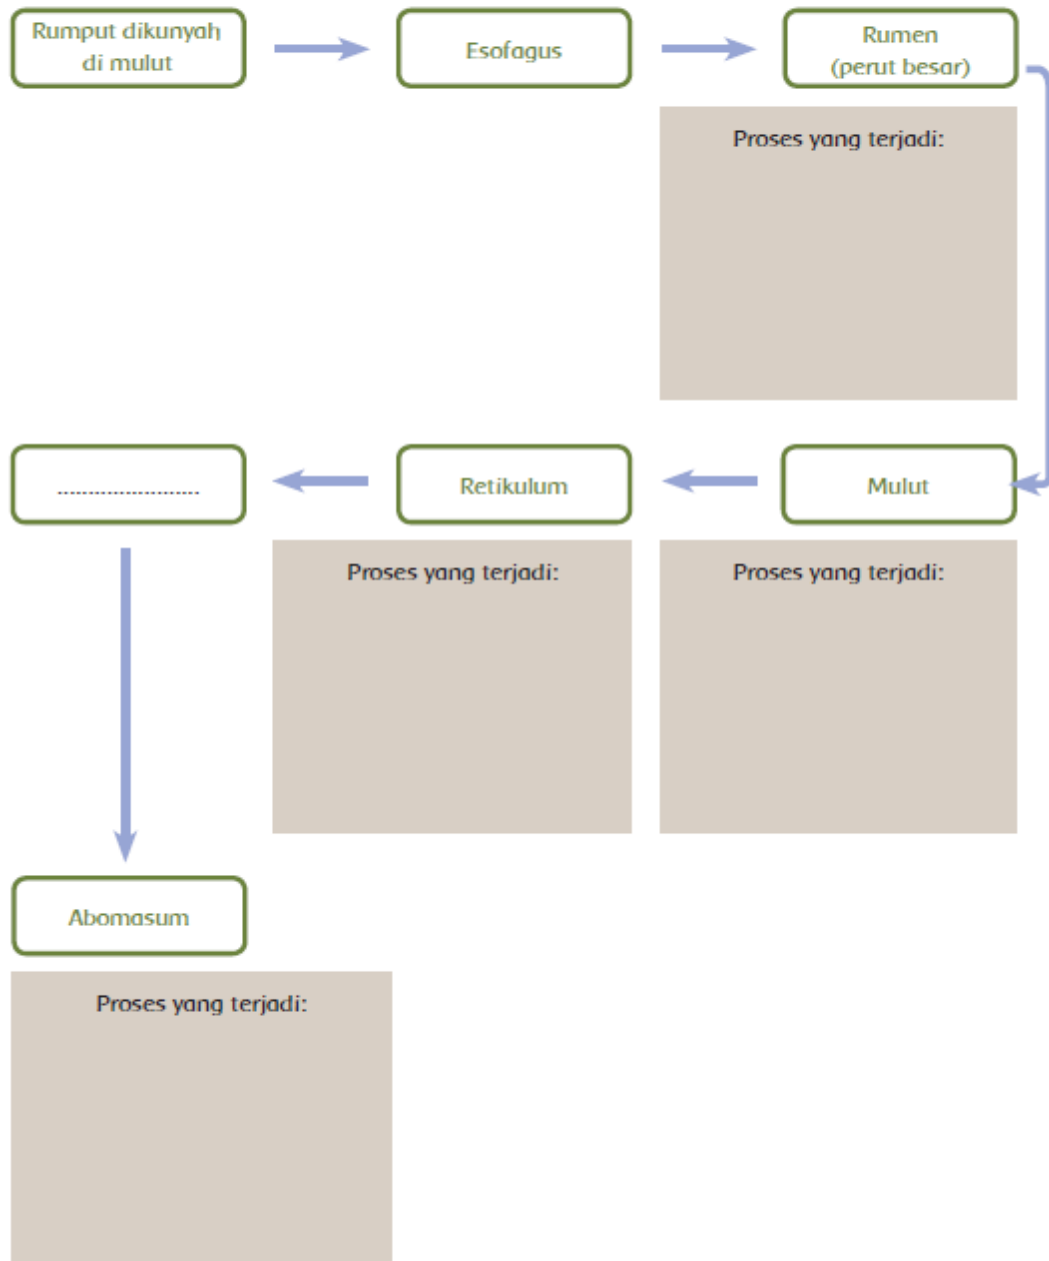 Rumput dikunyah
di mulut
Esofagus
Rumen
(perut besar)
Proses yang terjadi:
.......................
Retikulum
Mulut
Proses yang terjadi:
Proses yang terjadi:
Abomasum
Proses yang terjadi: